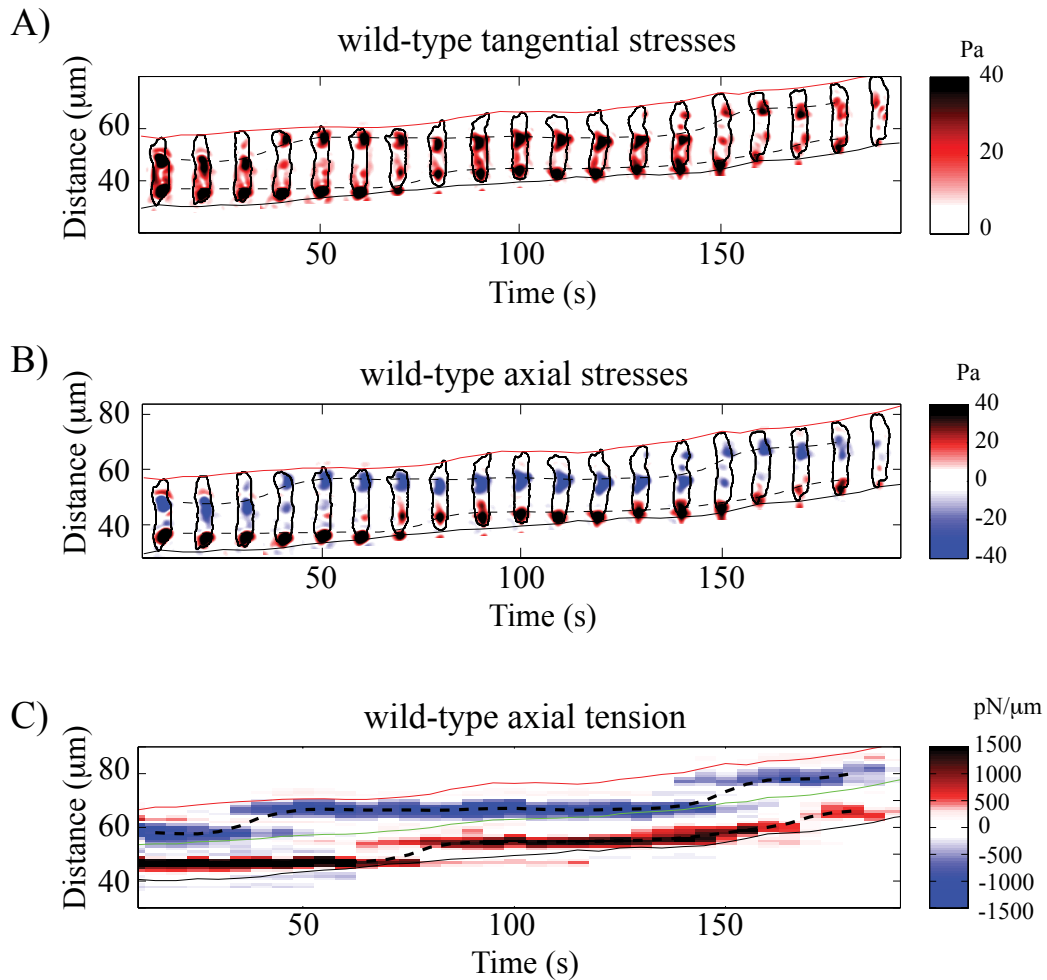 A)
wild-type tangential stresses
Pa
40
20
0
Distance (μm)
60
40
50
100
150
Time (s)
B)
wild-type axial stresses
Pa
40
20
0
-20
-40
Distance (μm)
80
60
40
50
100
150
Time (s)
C)
wild-type axial tension
pN/μm
1500
1000
500
0
-500
-1000
-1500
Distance (μm)
80
60
40
50
100
150
Time (s)